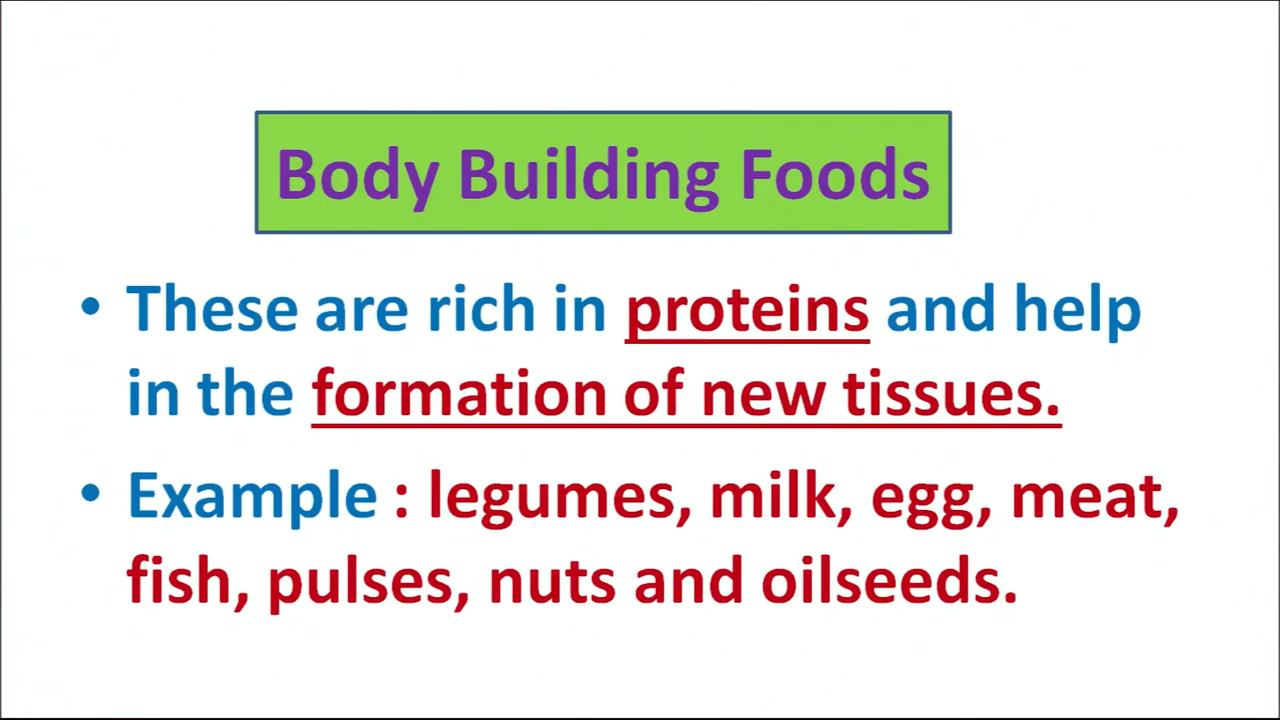 Body Building Foods
• These are rich in proteins and help
in the formation of new tissues.
• Example : legumes, milk, egg, meat,
fish, pulses, nuts and oilseeds.